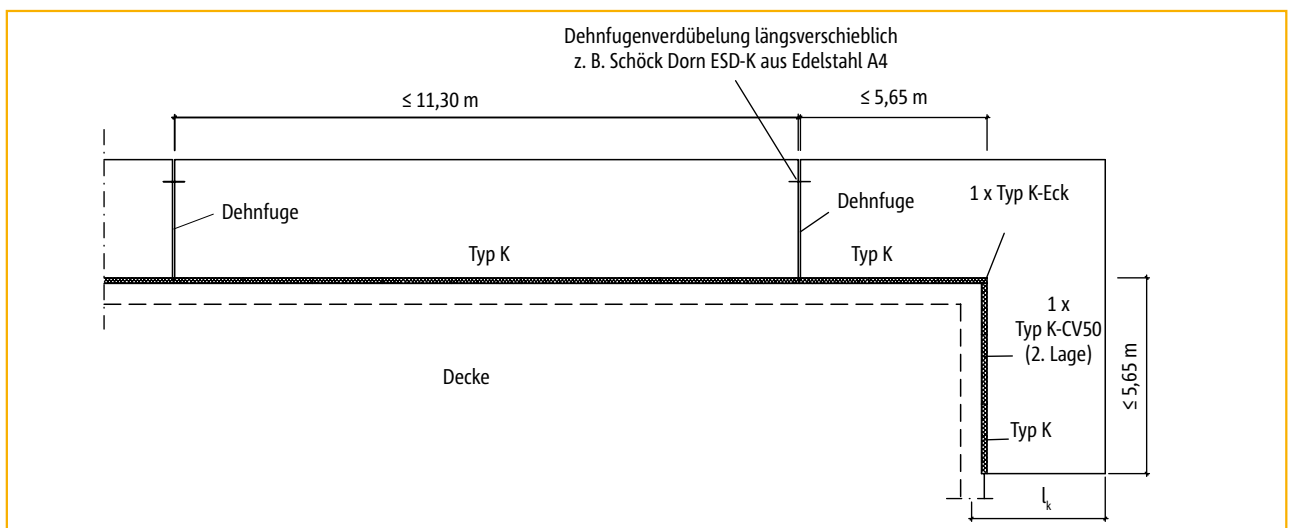 Dehnfugenverdübelung längsverschieblich
z. B. Schöck Dorn ESD-K aus Edelstahl A4
≤ 11,30 m
≤ 5,65 m
1 x Typ K-Eck
Dehnfuge
Dehnfuge
Typ K
Typ K
1 x
Typ K-CV50
(2. Lage)
≤ 5,65 m
Decke
Typ K
lk